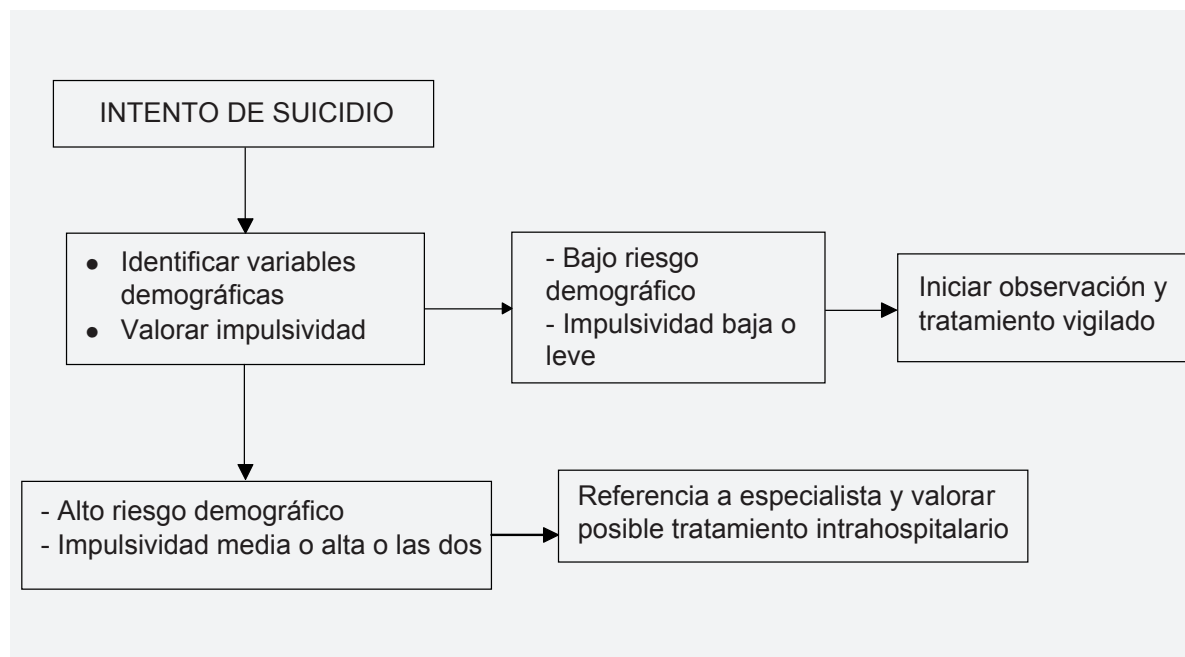 INTENTO DE SUICIDIO
● Identificar variables
demográficas
● Valorar impulsividad
- Bajo riesgo
demográfico
- Impulsividad baja o
leve
Iniciar observación y
tratamiento vigilado
- Alto riesgo demográfico
- Impulsividad media o alta o las dos
Referencia a especialista y valorar
posible tratamiento intrahospitalario